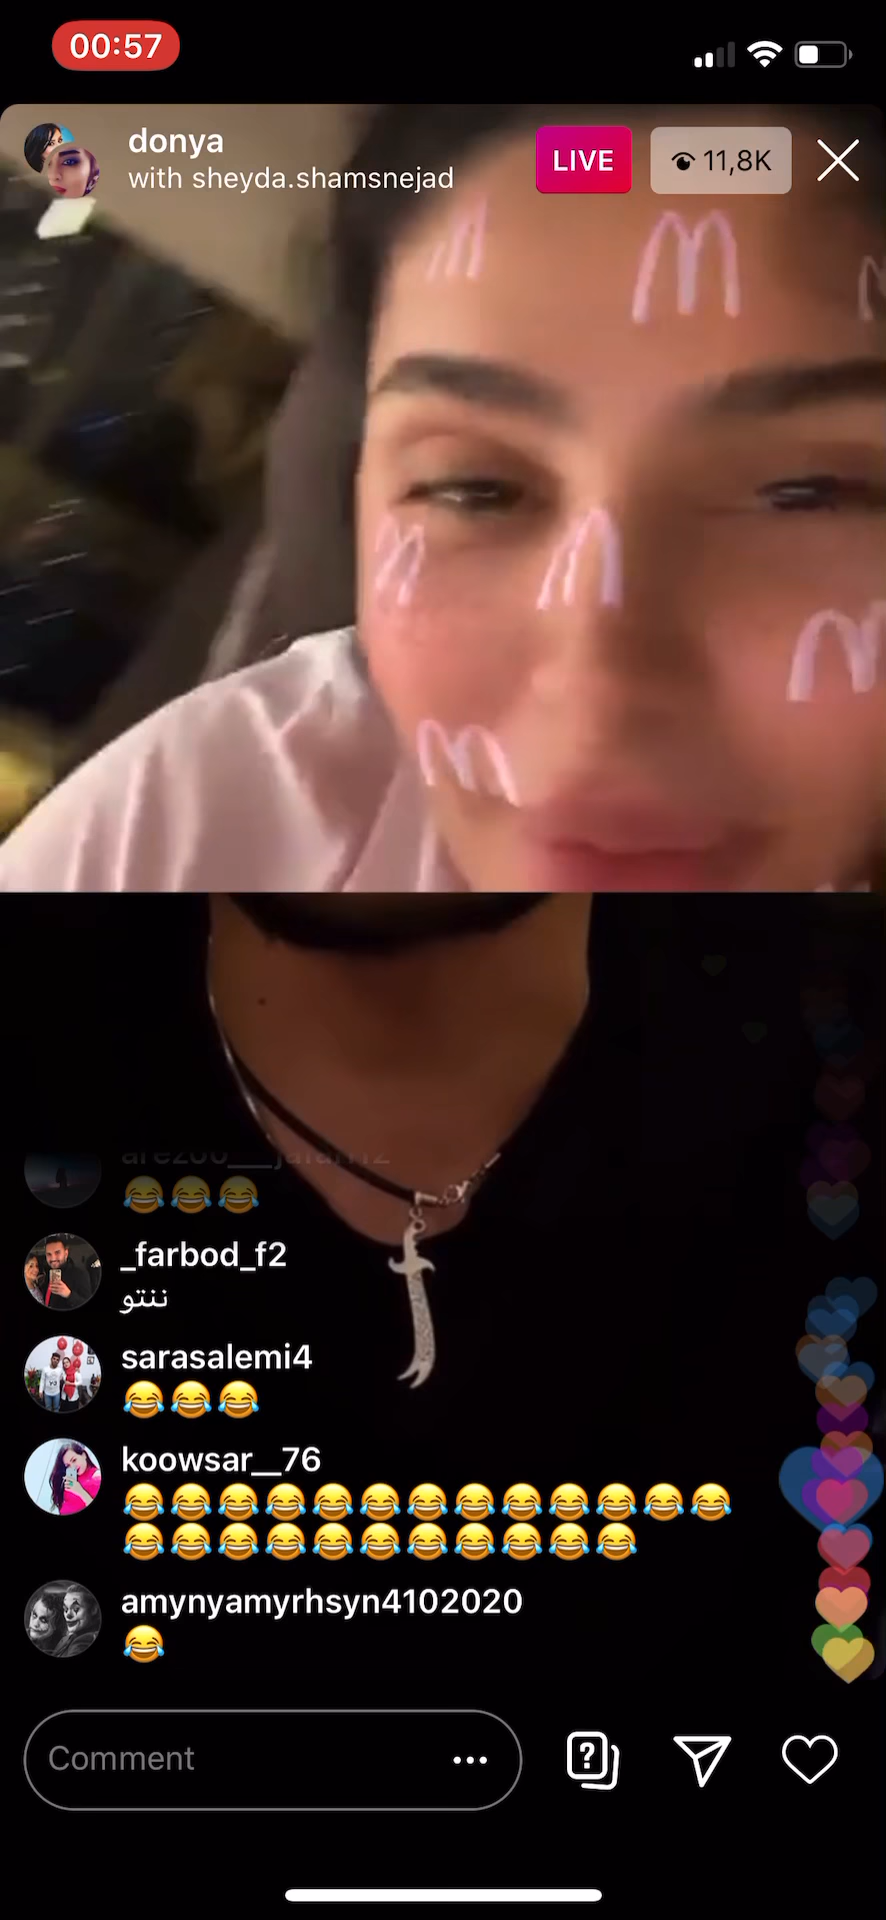 00:57
donya
with sheyda.shamsnejad
LIVE
11,8K
_farbod_f2
ننتو
sarasalemi4
😂😂😂
koowsar__76
😂😂😂😂😂😂😂😂😂😂😂😂😂
😂😂😂😂😂😂😂😂😂😂😂
amynyamyrhsyn4102020
😂
Comment